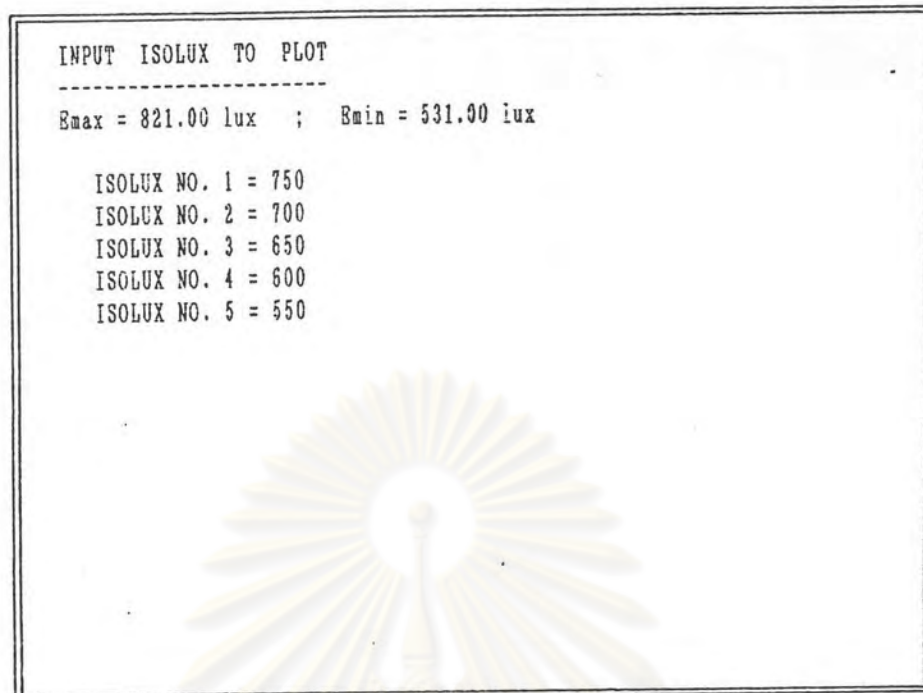 INPUT ISOLUX TO PLOT
-----------------------
Emax = 821.00 lux ; Emin = 531.00 lux
ISOLUX NO. 1 = 750
ISOLUX NO. 2 = 700
ISOLUX NO. 3 = 650
ISOLUX NO. 4 = 600
ISOLUX NO. 5 = 550